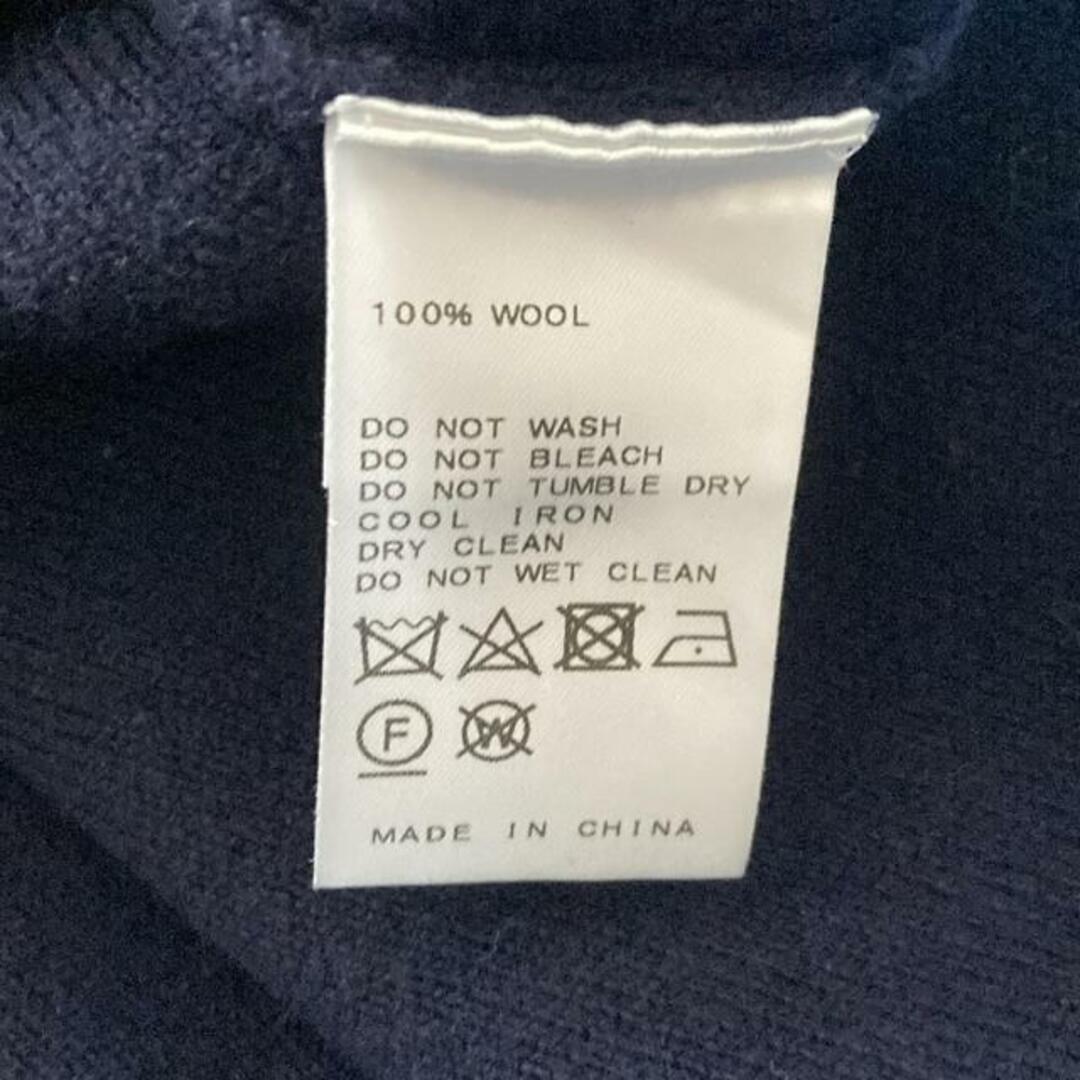 100% WOOL
DO NOT WASH
DO NOT BLEACH
DO NOT TUMBLE DRY
COOL IRON
DRY CLEAN
DO NOT WET CLEAN
F W
MADE IN CHINA